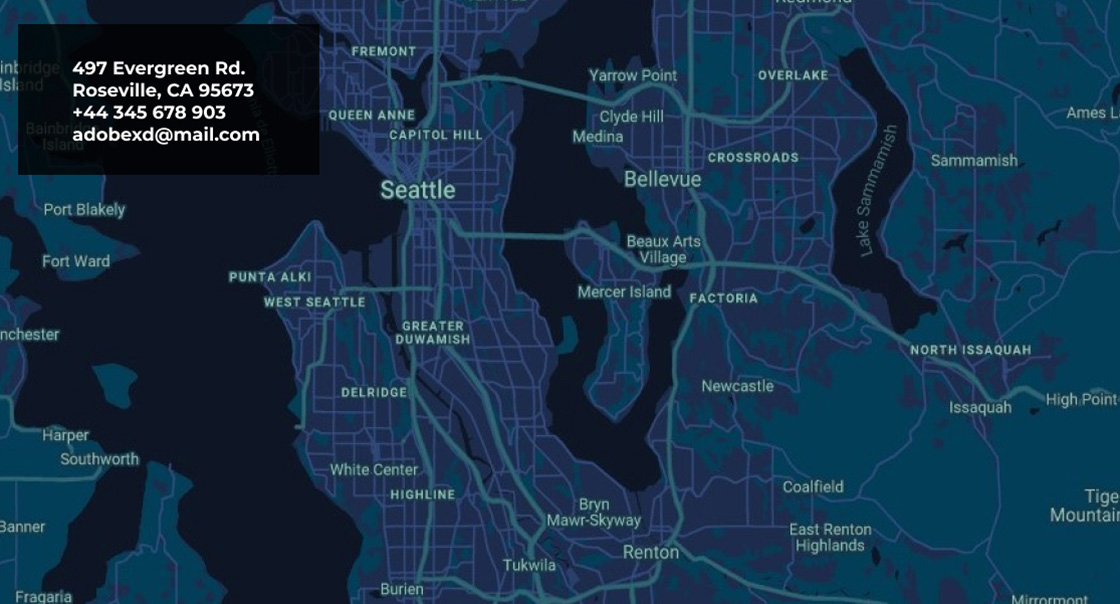 497 Evergreen Rd.
Roseville, CA 95673
+44 345 678 903
adobexd@mail.com
Redmond
FREMONT
Yarrow Point
OVERLAKE
QUEEN ANNE
Clyde Hill
Ames L
CAPITOL HILL
Medina
Bainbridge
Island
CROSSROADS
Sammamish
Lake Sammamish
Seattle
Bellevue
Port Blakely
Beaux Arts
Village
Fort Ward
PUNTA ALKI
Mercer Island
FACTORIA
WEST SEATTLE
nchester
GREATER
DUWAMISH
NORTH ISSAQUAH
Newcastle
DELRIDGE
High Point
Issaquah
Harper
Southworth
White Center
Coalfield
HIGHLINE
Bryn
Mawr-Skyway
Tige
Mountain
Banner
East Renton
Highlands
Renton
Tukwila
Burien
Fragaria
Mirrormont